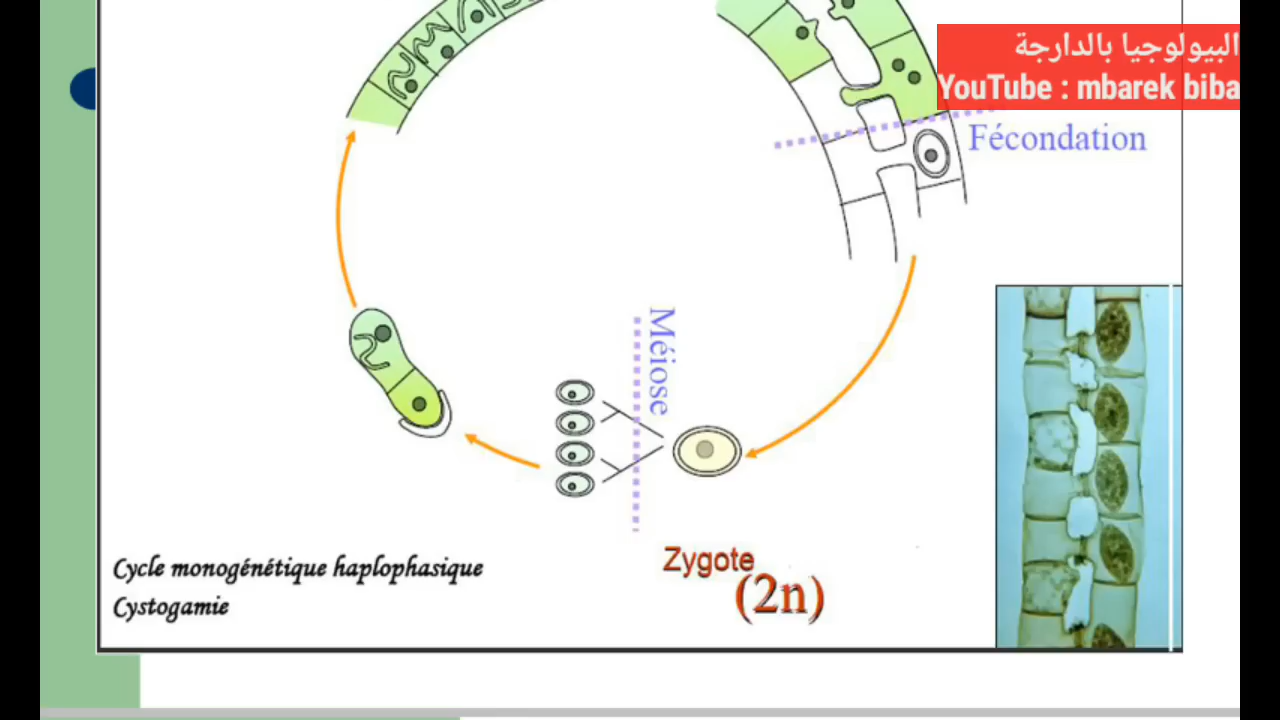 البيولوجيا بالدارجة
YouTube : mbarek biba
Fécondation
Méiose
Zygote
(2n)
Cycle monogénétique haplophasique
Cystogamie